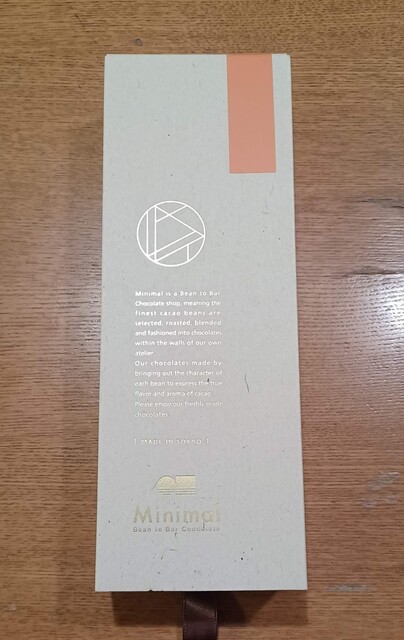 Minimal is a Bean to Bar
Chocolate shop, meaning the
finest cacao beans are
selected, roasted, blended
and fashioned into chocolates
within the walls of our own
atelier.
Our chocolates made by
bringing out the character of
each bean to express the true
flavor and aroma of cacao.
Please enjoy our freshly made
chocolates.
[ MADE IN TOKYO ]
Minimal
Bean to Bar Chocolate